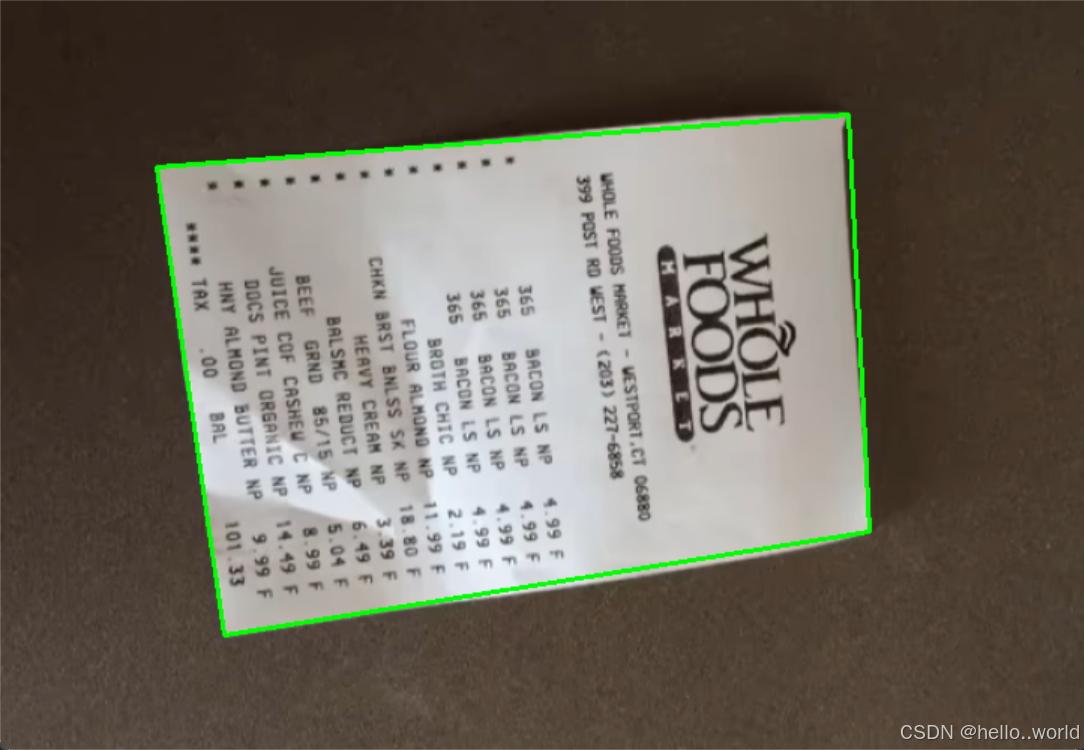 WHOLE
FOODS
MARKET
WHOLE FOODS MARKET - WESTPORT,CT 06880
399 POST RD WEST - (203) 227-6858
365 BACON LS NP 4.99 F
365 BACON LS NP 4.99 F
365 BACON LS NP 4.99 F
365 BACON LS NP 4.99 F
BROTH CHIC NP 2.19 F
FLOUR ALMOND NP 11.99 F
CHKN BRST BNLSS SK NP 18.80 F
HEAVY CREAM NP 3.39 F
BALSMC REDUCT NP 6.49 F
BEEF GRND 85/15 NP 5.04 F
JUICE COF CASHEW C NP 8.99 F
DOCS PINT ORGANIC NP 14.49 F
HNY ALMOND BUTTER NP 9.99 F
**** TAX .00 BAL 101.33
CSDN @hello..world